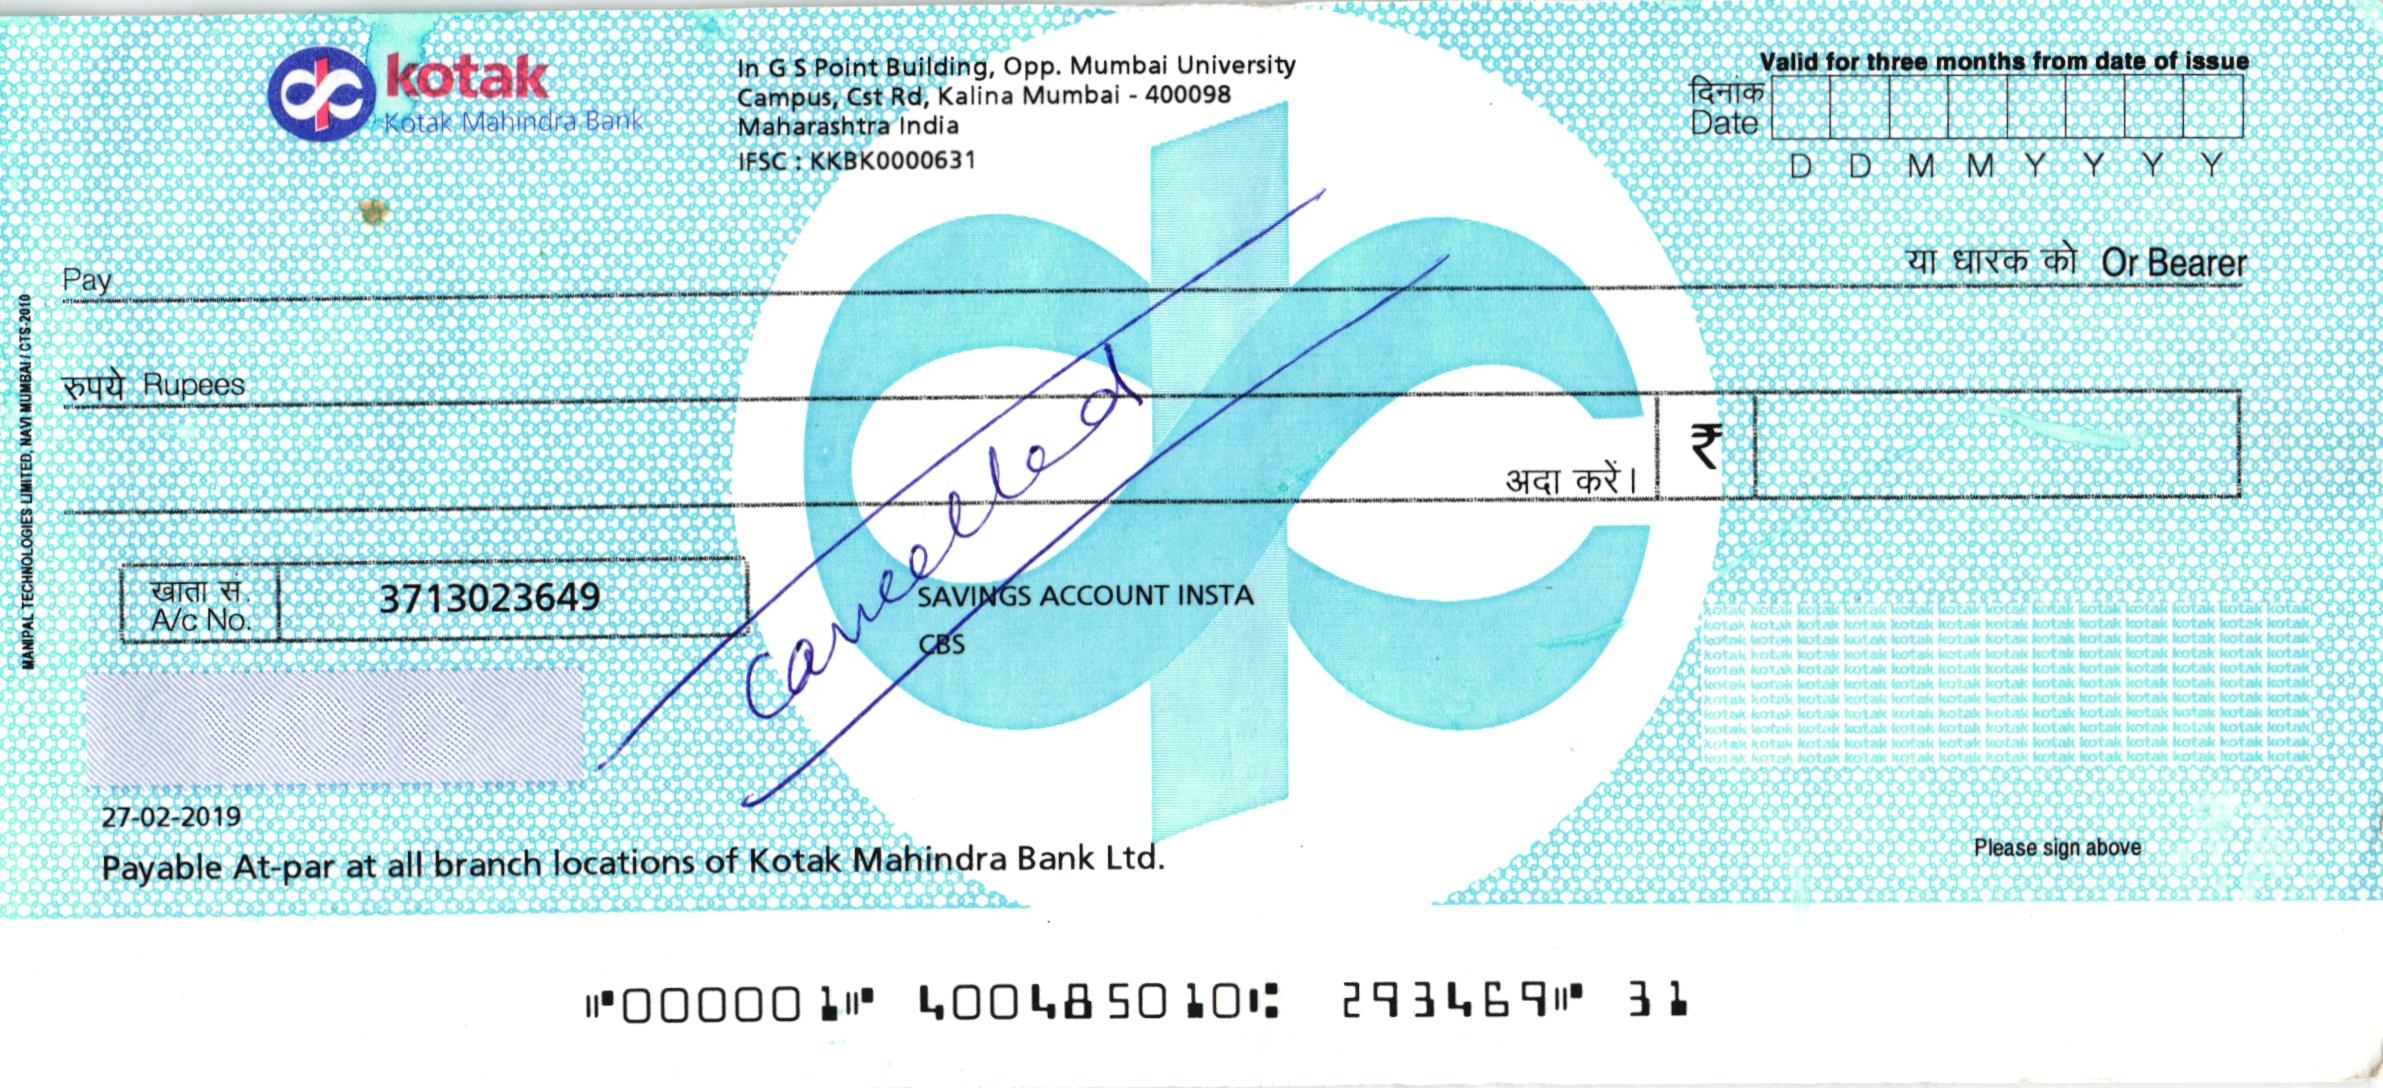 kotak
Kotak Mahindra Bank
In G S Point Building, Opp. Mumbai University
Campus, Cst Rd, Kalina Mumbai - 400098
Maharashtra India
IFSC : KKBK0000631
Valid for three months from date of issue
दिनांक
Date
D D M M Y Y Y Y
Pay
या धारक को Or Bearer
रुपये Rupees
अदा करें।
₹
खाता सं.
A/c No.
3713023649
Cancelled
SAVINGS ACCOUNT INSTA
CBS
VOID
MANIPAL TECHNOLOGIES LIMITED, NAVI MUMBAI / CTS-2010
27-02-2019
Payable At-par at all branch locations of Kotak Mahindra Bank Ltd.
Please sign above
⑈000001⑈ 400485010⑆ 293469⑈ 31